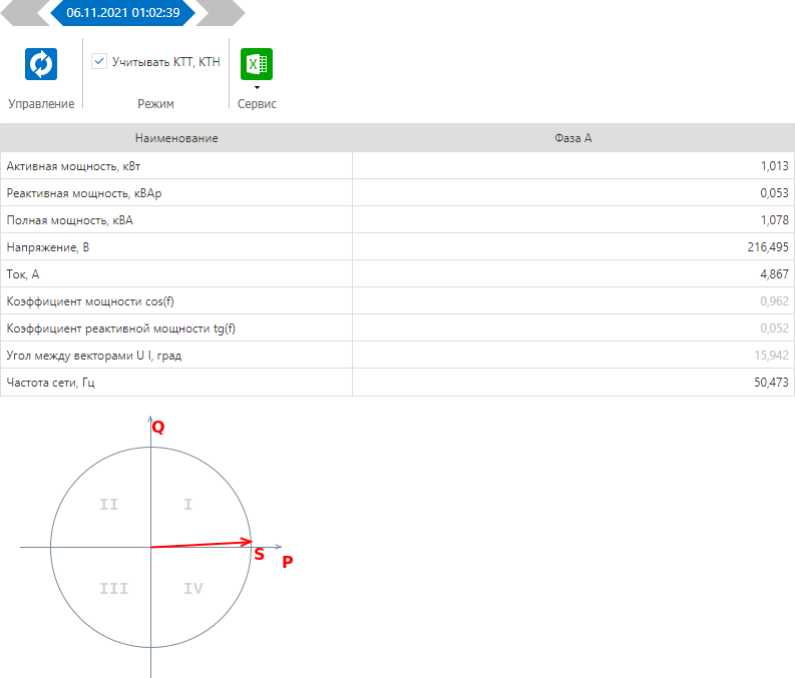 06.11.2021 01:02:39
Учитывать КТТ, КТН
Управление
Режим
Сервис
Наименование Фаза А
Активная мощность, кВт 1,013
Реактивная мощность, кВАр 0,053
Полная мощность, кВА 1,078
Напряжение, В 216,495
Ток, А 4,867
Коэффициент мощности cos(f) 0,962
Коэффициент реактивной мощности tg(f) 0,052
Угол между векторами U I, град 15,942
Частота сети, Гц 50,473
Q
II I
S
P
III IV